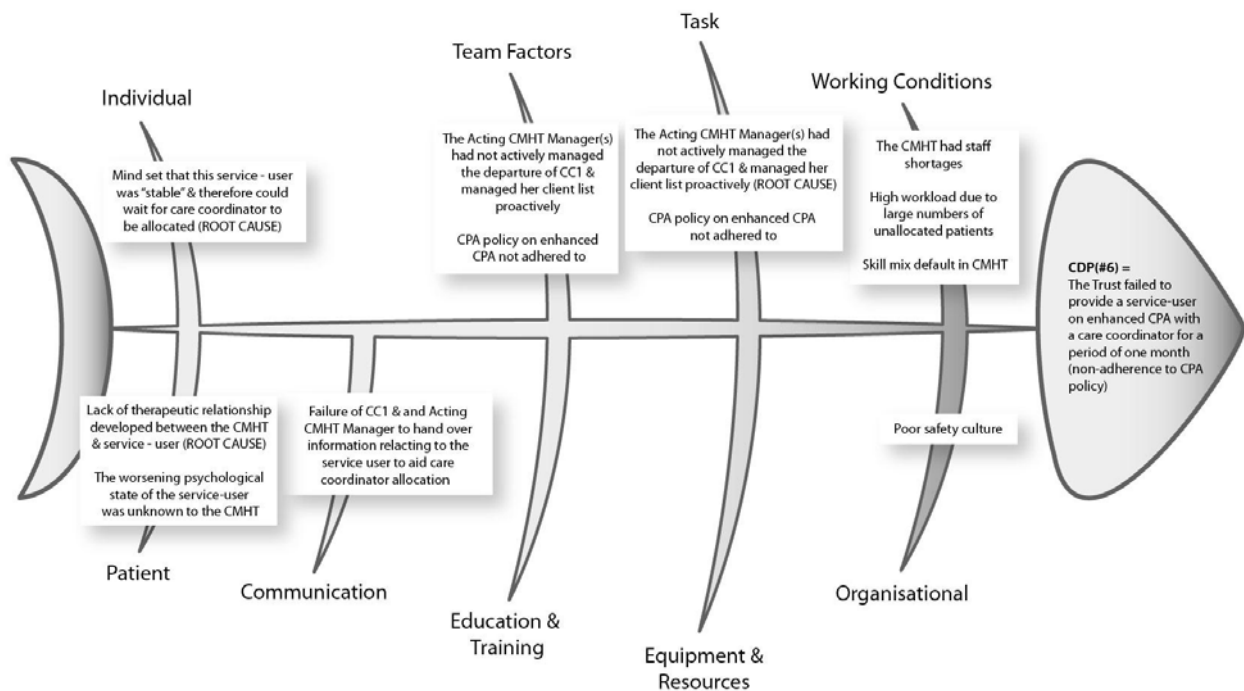 Task
Team Factors
Working Conditions
Individual
The Acting CMHT Manager(s)
had not actively managed
the departure of CC1 &
managed her client list
proactively
CPA policy on enhanced
CPA not adhered to
The Acting CMHT Manager(s) had
not actively managed the
departure of CC1 & managed her
client list proactively (ROOT CAUSE)
CPA policy on enhanced CPA
not adhered to
The CMHT had staff
shortages
High workload due to
large numbers of
unallocated patients
Skill mix default in CMHT
Mind set that this service - user
was "stable" & therefore could
wait for care coordinator to
be allocated (ROOT CAUSE)
CDP(#6) =
The Trust failed to
provide a service-user
on enhanced CPA with
a care coordinator for a
period of one month
(non-adherence to CPA
policy)
Lack of therapeutic relationship
developed between the CMHT
& service - user (ROOT CAUSE)
The worsening psychological
state of the service-user
was unknown to the CMHT
Failure of CC1 & and Acting
CMHT Manager to hand over
information relacting to the
service user to aid care
coordinator allocation
Poor safety culture
Patient
Communication
Education &
Training
Equipment &
Resources
Organisational